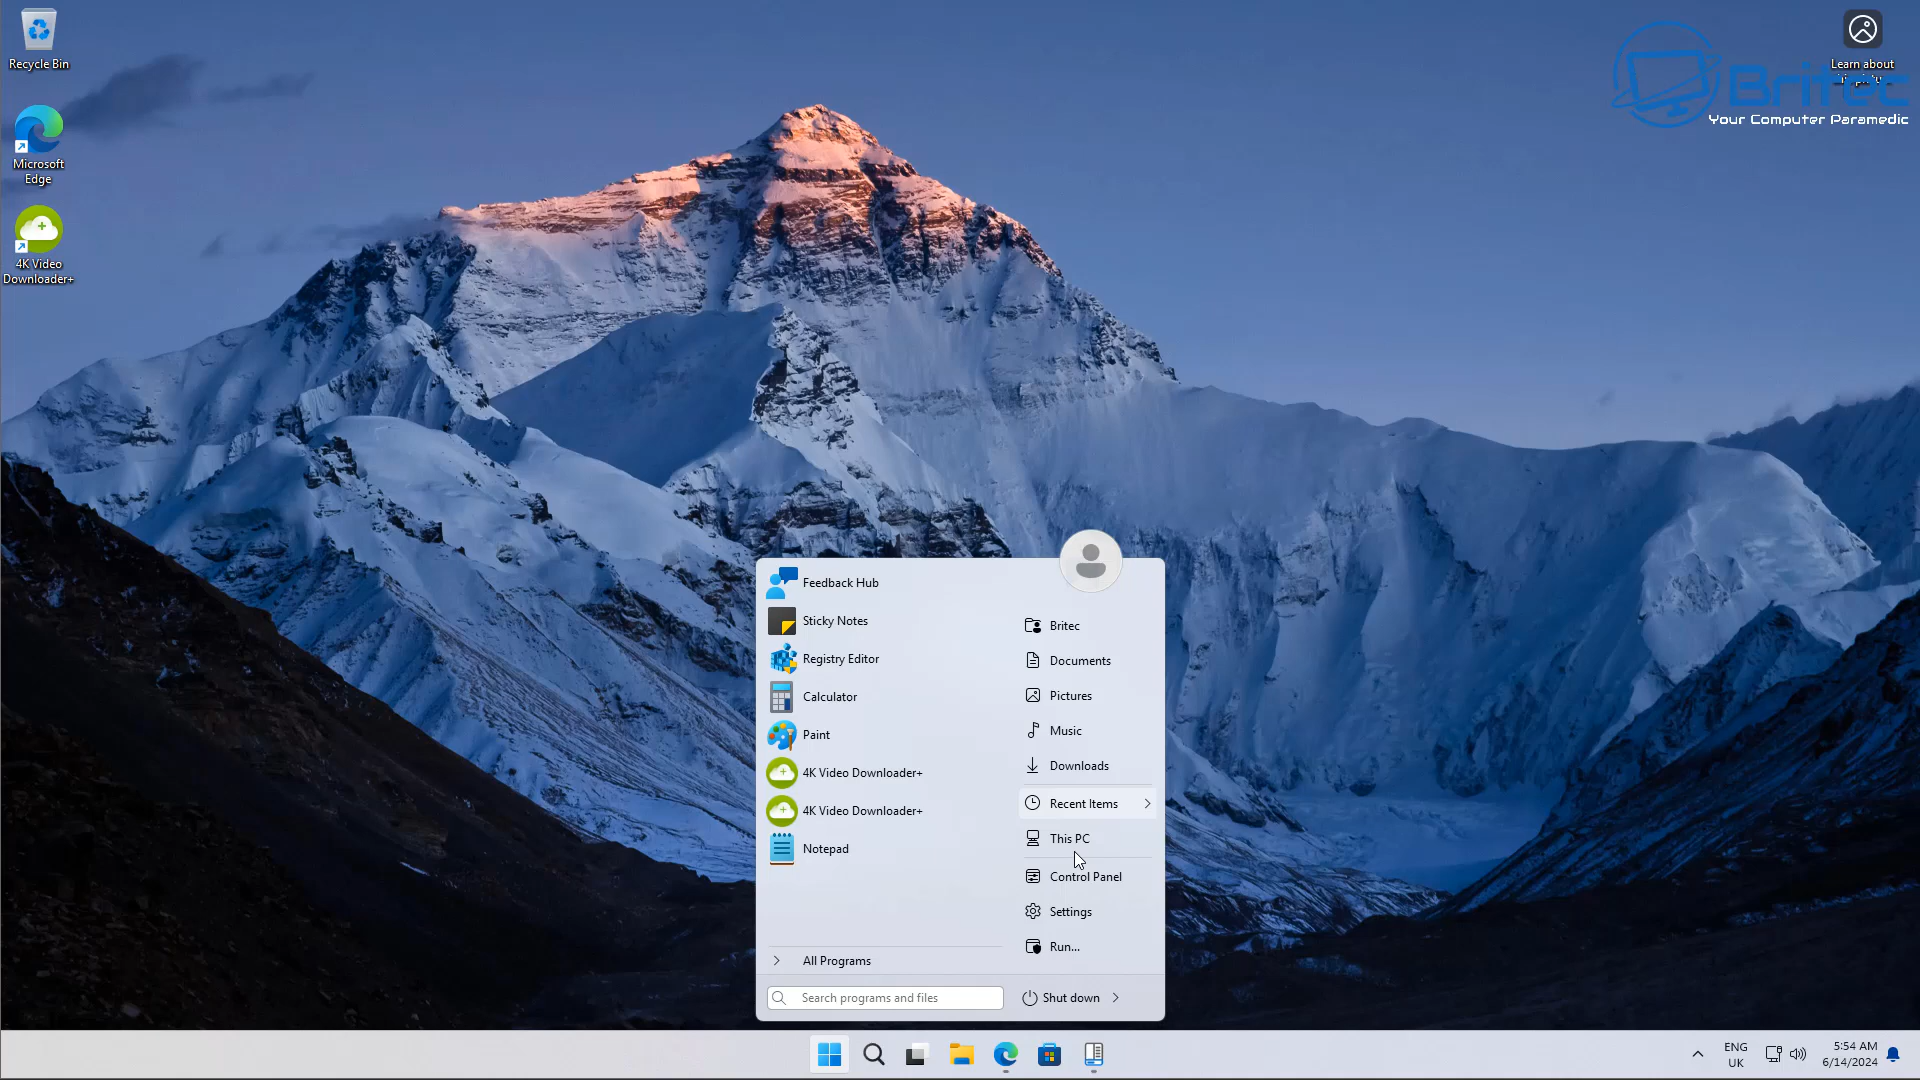 Recycle Bin
Microsoft
Edge
4K Video
Downloader+
Learn about
Britec
Your Computer Paramedic
Feedback Hub
Sticky Notes
Registry Editor
Calculator
Paint
4K Video Downloader+
4K Video Downloader+
Notepad
All Programs
Search programs and files
Britec
Documents
Pictures
Music
Downloads
Recent Items
This PC
Control Panel
Settings
Run...
Shut down
ENG
UK
5:54 AM
6/14/2024